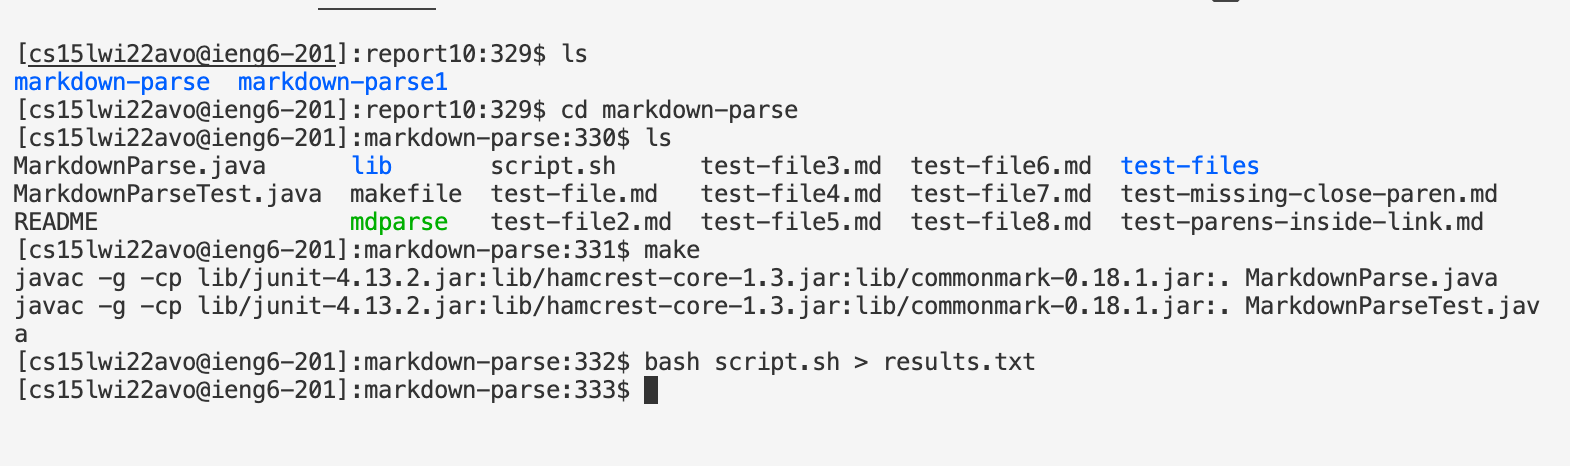 [cs15lwi22avo@ieng6-201]:report10:329$ ls
markdown-parse  markdown-parse1
[cs15lwi22avo@ieng6-201]:report10:329$ cd markdown-parse
[cs15lwi22avo@ieng6-201]:markdown-parse:330$ ls
MarkdownParse.java      lib       script.sh      test-file3.md  test-file6.md  test-files
MarkdownParseTest.java  makefile  test-file.md   test-file4.md  test-file7.md  test-missing-close-paren.md
README                  mdparse   test-file2.md  test-file5.md  test-file8.md  test-parens-inside-link.md
[cs15lwi22avo@ieng6-201]:markdown-parse:331$ make
javac -g -cp lib/junit-4.13.2.jar:lib/hamcrest-core-1.3.jar:lib/commonmark-0.18.1.jar:. MarkdownParse.java
javac -g -cp lib/junit-4.13.2.jar:lib/hamcrest-core-1.3.jar:lib/commonmark-0.18.1.jar:. MarkdownParseTest.jav
a
[cs15lwi22avo@ieng6-201]:markdown-parse:332$ bash script.sh > results.txt
[cs15lwi22avo@ieng6-201]:markdown-parse:333$